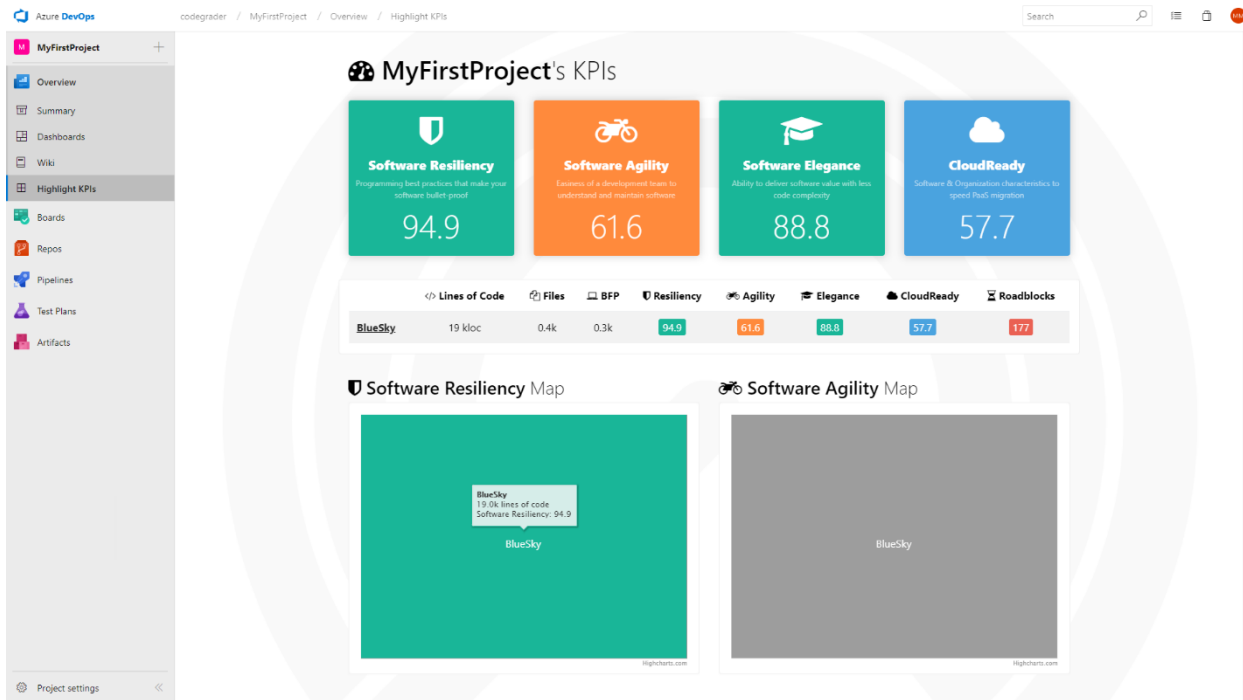 Azure DevOps
codegrader / MyFirstProject / Overview / Highlight KPIs
Search
MM
M MyFirstProject
Overview
Summary
Dashboards
Wiki
Highlight KPIs
Boards
Repos
Pipelines
Test Plans
Artifacts
Project settings
MyFirstProject's KPIs
Software Resiliency
Programming best practices that make your
software bullet-proof
94.9
Software Agility
Easiness of a development team to
understand and maintain software
61.6
Software Elegance
Ability to deliver software value with less
code complexity
88.8
CloudReady
Software & Organization characteristics to
speed PaaS migration
57.7
</> Lines of Code Files BFP Resiliency Agility Elegance CloudReady Roadblocks
BlueSky 19 kloc 0.4k 0.3k 94.9 61.6 88.8 57.7 177
Software Resiliency Map
BlueSky
19.0k lines of code
Software Resiliency: 94.9
BlueSky
Highcharts.com
Software Agility Map
BlueSky
Highcharts.com